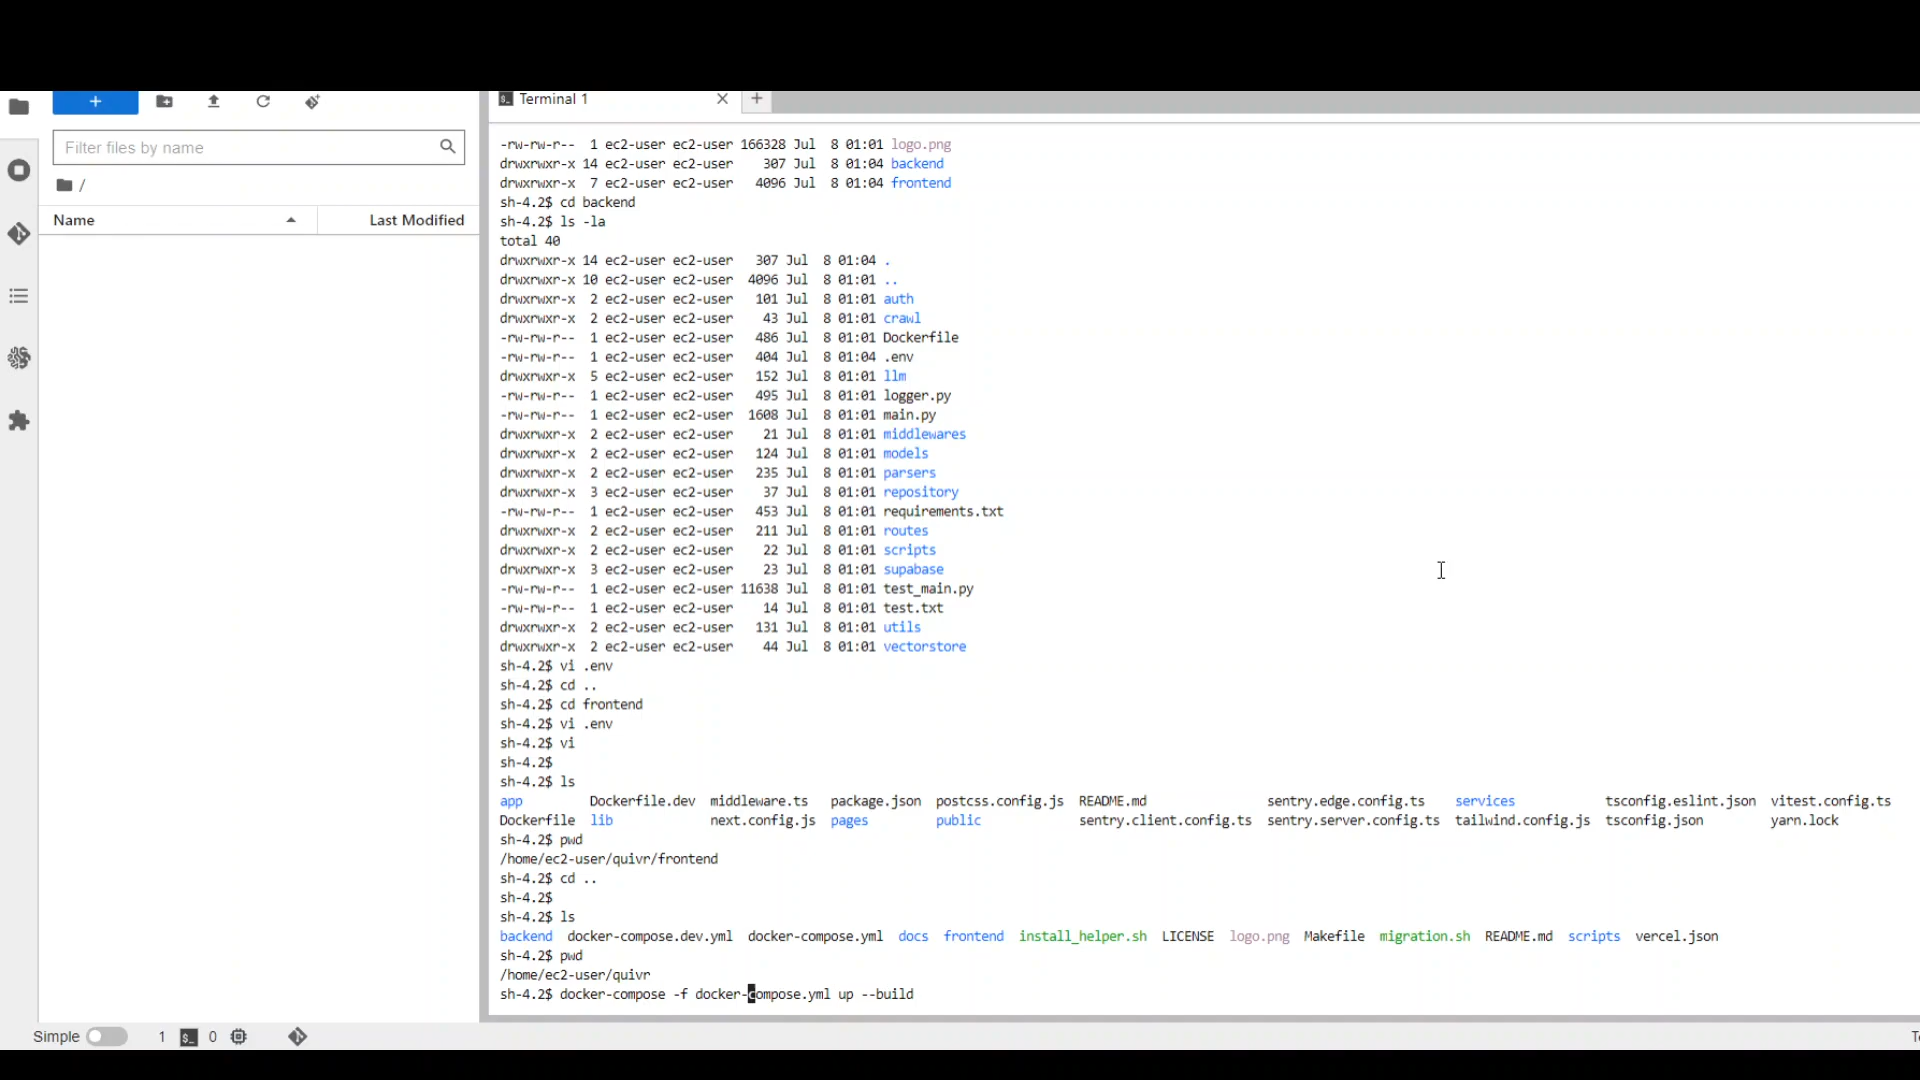 Terminal 1
Filter files by name
/
Name Last Modified
-rw-rw-r-- 1 ec2-user ec2-user 166328 Jul 8 01:01 logo.png
drwxrwxr-x 14 ec2-user ec2-user 307 Jul 8 01:04 backend
drwxrwxr-x 7 ec2-user ec2-user 4096 Jul 8 01:04 frontend
sh-4.2$ cd backend
sh-4.2$ ls -la
total 40
drwxrwxr-x 14 ec2-user ec2-user 307 Jul 8 01:04 .
drwxrwxr-x 10 ec2-user ec2-user 4096 Jul 8 01:01 ..
drwxrwxr-x 2 ec2-user ec2-user 101 Jul 8 01:01 auth
drwxrwxr-x 2 ec2-user ec2-user 43 Jul 8 01:01 crawl
-rw-rw-r-- 1 ec2-user ec2-user 486 Jul 8 01:01 Dockerfile
-rw-rw-r-- 1 ec2-user ec2-user 404 Jul 8 01:04 .env
drwxrwxr-x 5 ec2-user ec2-user 152 Jul 8 01:01 llm
-rw-rw-r-- 1 ec2-user ec2-user 495 Jul 8 01:01 logger.py
-rw-rw-r-- 1 ec2-user ec2-user 1608 Jul 8 01:01 main.py
drwxrwxr-x 2 ec2-user ec2-user 21 Jul 8 01:01 middlewares
drwxrwxr-x 2 ec2-user ec2-user 124 Jul 8 01:01 models
drwxrwxr-x 2 ec2-user ec2-user 235 Jul 8 01:01 parsers
drwxrwxr-x 3 ec2-user ec2-user 37 Jul 8 01:01 repository
-rw-rw-r-- 1 ec2-user ec2-user 453 Jul 8 01:01 requirements.txt
drwxrwxr-x 2 ec2-user ec2-user 211 Jul 8 01:01 routes
drwxrwxr-x 2 ec2-user ec2-user 22 Jul 8 01:01 scripts
drwxrwxr-x 3 ec2-user ec2-user 23 Jul 8 01:01 supabase
-rw-rw-r-- 1 ec2-user ec2-user 11638 Jul 8 01:01 test_main.py
-rw-rw-r-- 1 ec2-user ec2-user 14 Jul 8 01:01 test.txt
drwxrwxr-x 2 ec2-user ec2-user 131 Jul 8 01:01 utils
drwxrwxr-x 2 ec2-user ec2-user 44 Jul 8 01:01 vectorstore
sh-4.2$ vi .env
sh-4.2$ cd ..
sh-4.2$ cd frontend
sh-4.2$ vi .env
sh-4.2$ vi
sh-4.2$
sh-4.2$ ls
app Dockerfile.dev middleware.ts package.json postcss.config.js README.md sentry.edge.config.ts services tsconfig.eslint.json vitest.config.ts
Dockerfile lib next.config.js pages public sentry.client.config.ts sentry.server.config.ts tailwind.config.js tsconfig.json yarn.lock
sh-4.2$ pwd
/home/ec2-user/quivr/frontend
sh-4.2$ cd ..
sh-4.2$
sh-4.2$ ls
backend docker-compose.dev.yml docker-compose.yml docs frontend install_helper.sh LICENSE logo.png Makefile migration.sh README.md scripts vercel.json
sh-4.2$ pwd
/home/ec2-user/quivr
sh-4.2$ docker-compose -f docker-compose.yml up --build
Simple 1 0